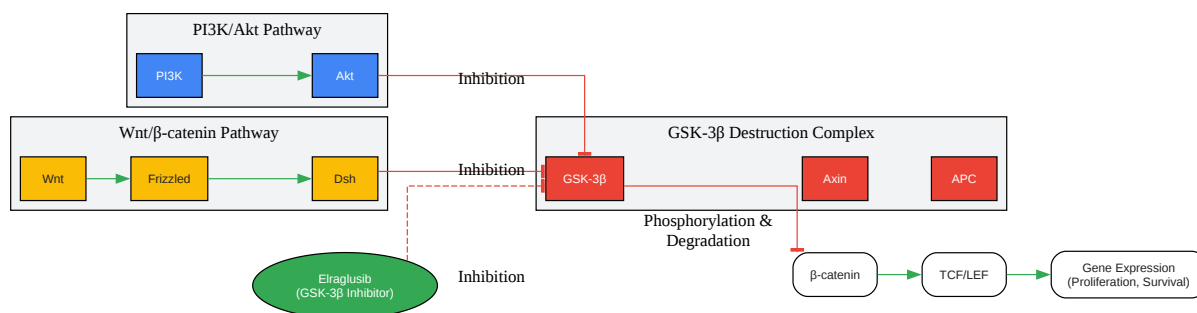 PI3K/Akt Pathway
PI3K
Akt
Inhibition
Wnt/β-catenin Pathway
Wnt
Frizzled
Dsh
Inhibition
GSK-3β Destruction Complex
GSK-3β
Axin
APC
Phosphorylation &
Degradation
Elraglusib
(GSK-3β Inhibitor)
Inhibition
β-catenin
TCF/LEF
Gene Expression
(Proliferation, Survival)